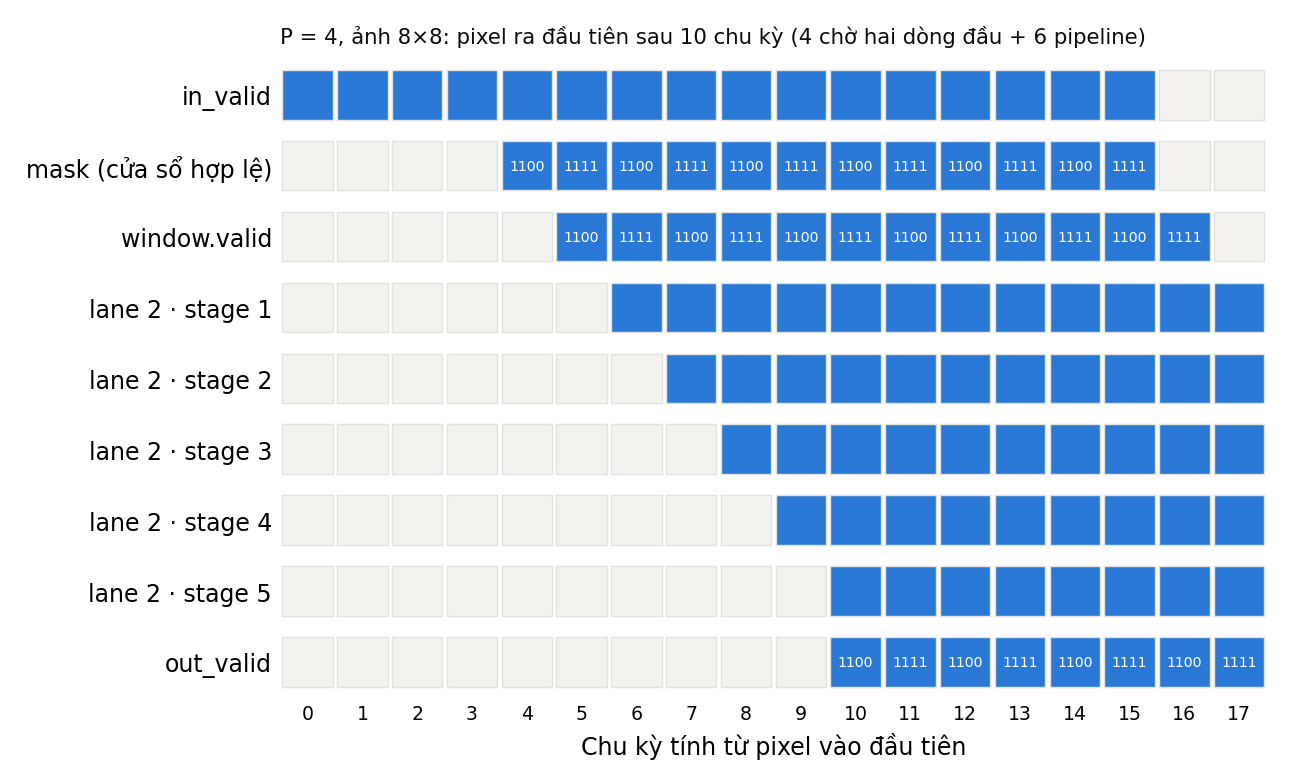 P = 4, ảnh 8×8: pixel ra đầu tiên sau 10 chu kỳ (4 chờ hai dòng đầu + 6 pipeline)
in_valid
mask (cửa sổ hợp lệ) 1100 1111 1100 1111 1100 1111 1100 1111 1100 1111 1100 1111
window.valid 1100 1111 1100 1111 1100 1111 1100 1111 1100 1111 1100 1111
lane 2 · stage 1
lane 2 · stage 2
lane 2 · stage 3
lane 2 · stage 4
lane 2 · stage 5
out_valid 1100 1111 1100 1111 1100 1111 1100 1111
0 1 2 3 4 5 6 7 8 9 10 11 12 13 14 15 16 17
Chu kỳ tính từ pixel vào đầu tiên